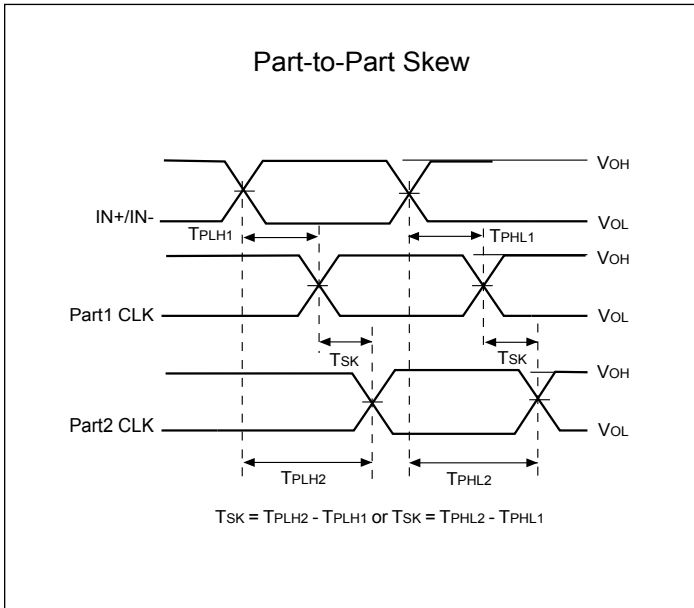 Part-to-Part Skew
VOH
IN+/IN-
VOL
TPLH1
TPHL1
VOH
Part1 CLK
VOL
TSK
TSK
VOH
Part2 CLK
VOL
TPLH2
TPHL2
TSK = TPLH2 - TPLH1 or TSK = TPHL2 - TPHL1